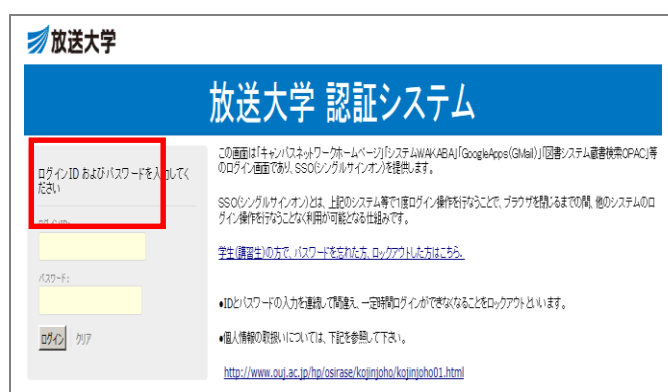 放送大学
放送大学 認証システム
ログインID およびパスワードを入力してく
ださい
ログインID:
パスワード:
ログイン クリア
この画面は「キャンパスネットワークホームページ」「システムWAKABA」「GoogleApps(GMail)」「図書システム蔵書検索OPAC」等
のログイン画面であり、SSO(シングルサインオン)を提供します。
SSO(シングルサインオン)とは、上記のシステム等で1度ログイン操作を行なうことで、ブラウザを閉じるまでの間、他のシステムのロ
グイン操作を行なうことなく利用が可能となる仕組みです。
学生(講習生)の方で、パスワードを忘れた方、ロックアウトした方はこちら。
●IDとパスワードの入力を連続して間違え、一定時間ログインができなくなることをロックアウトといいます。
●個人情報の取扱いについては、下記を参照して下さい。
http://www.ouj.ac.jp/hp/osirase/kojinjoho/kojinjoho01.html